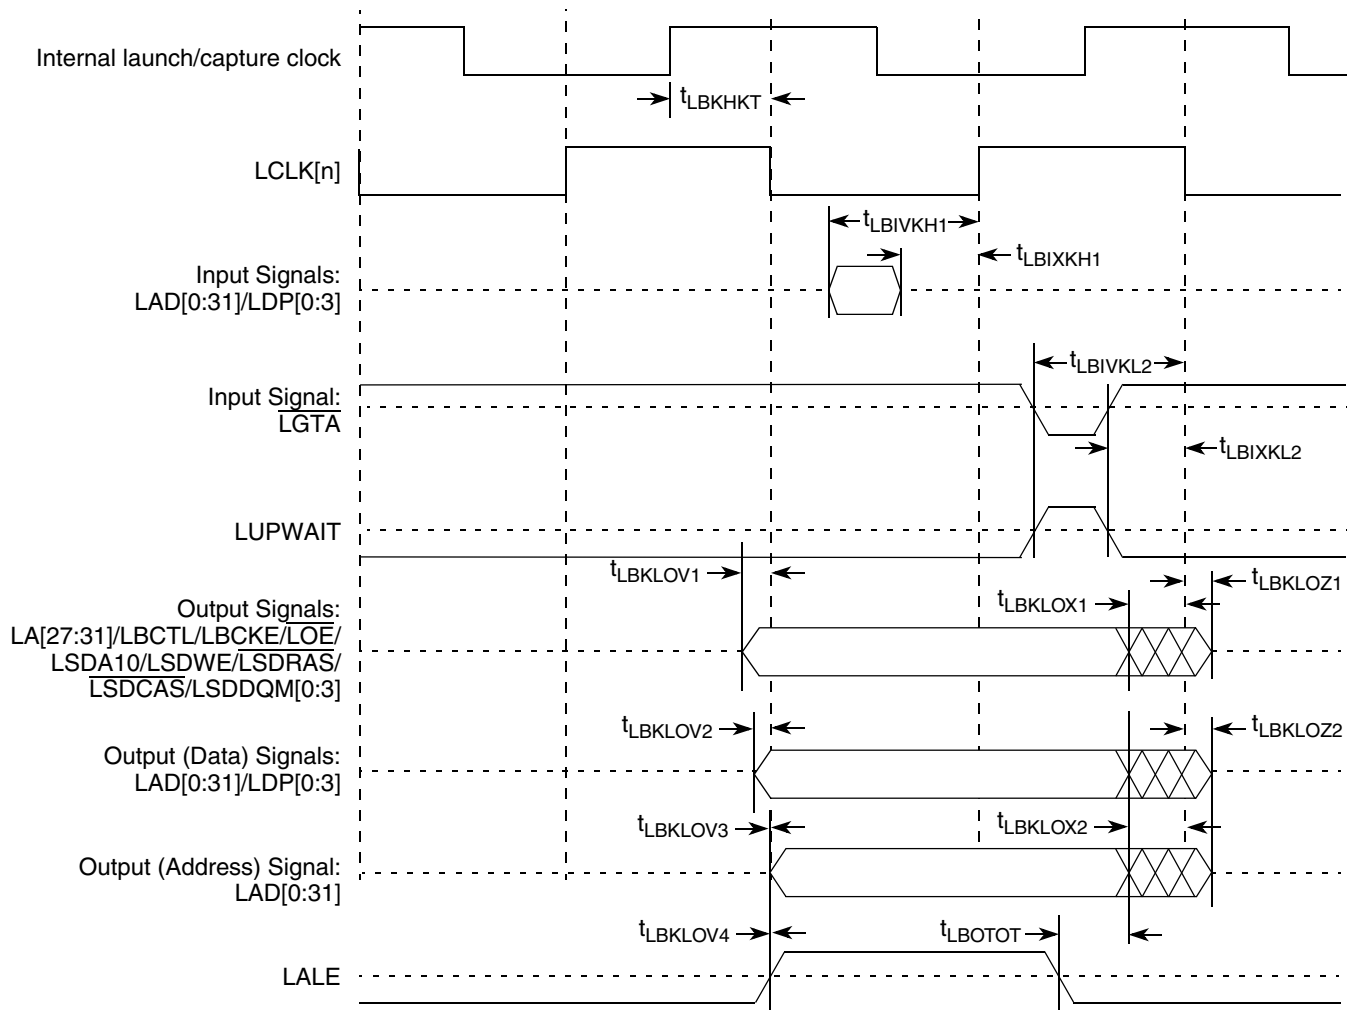 Internal launch/capture clock
tLBKHKT
LCLK[n]
tLBIVKH1
tLBIXKH1
Input Signals:
LAD[0:31]/LDP[0:3]
tLBIVKL2
Input Signal:
LGTA
tLBIXKL2
LUPWAIT
tLBKLOV1
tLBKLOZ1
tLBKLOX1
Output Signals:
LA[27:31]/LBCTL/LBCKE/LOE/
LSDA10/LSDWE/LSDRAS/
LSDCAS/LSDDQM[0:3]
tLBKLOV2
tLBKLOZ2
Output (Data) Signals:
LAD[0:31]/LDP[0:3]
tLBKLOV3
tLBKLOX2
Output (Address) Signal:
LAD[0:31]
tLBKLOV4
tLBOTOT
LALE